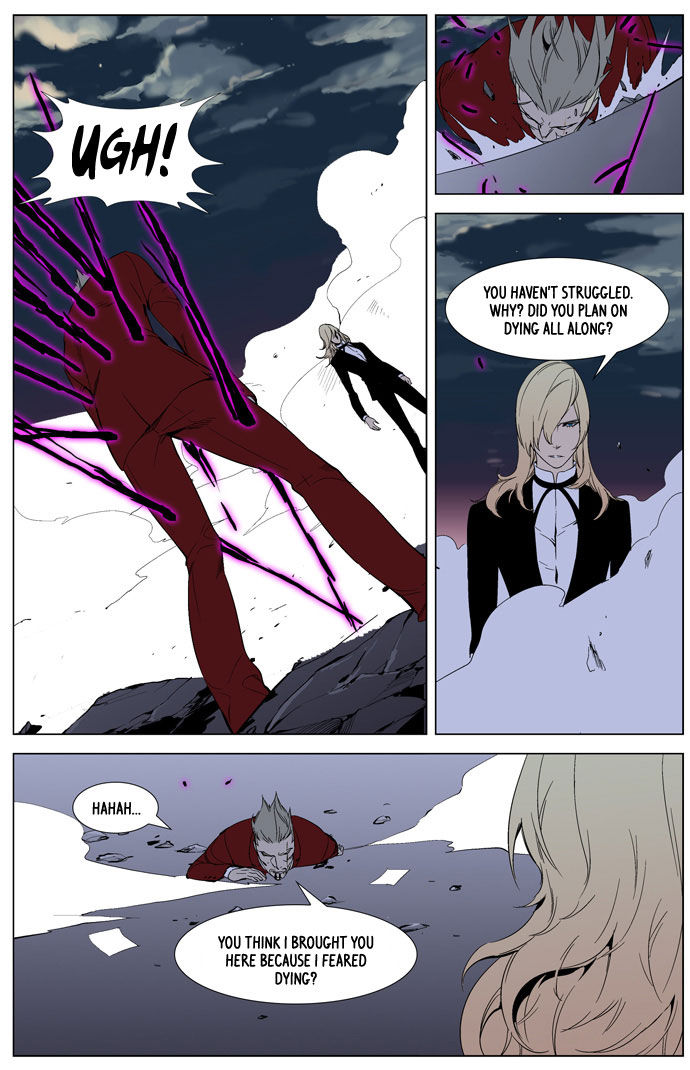 UGH!
YOU HAVEN'T STRUGGLED.
WHY? DID YOU PLAN ON
DYING ALL ALONG?
HAHAH...
YOU THINK I BROUGHT YOU
HERE BECAUSE I FEARED
DYING?